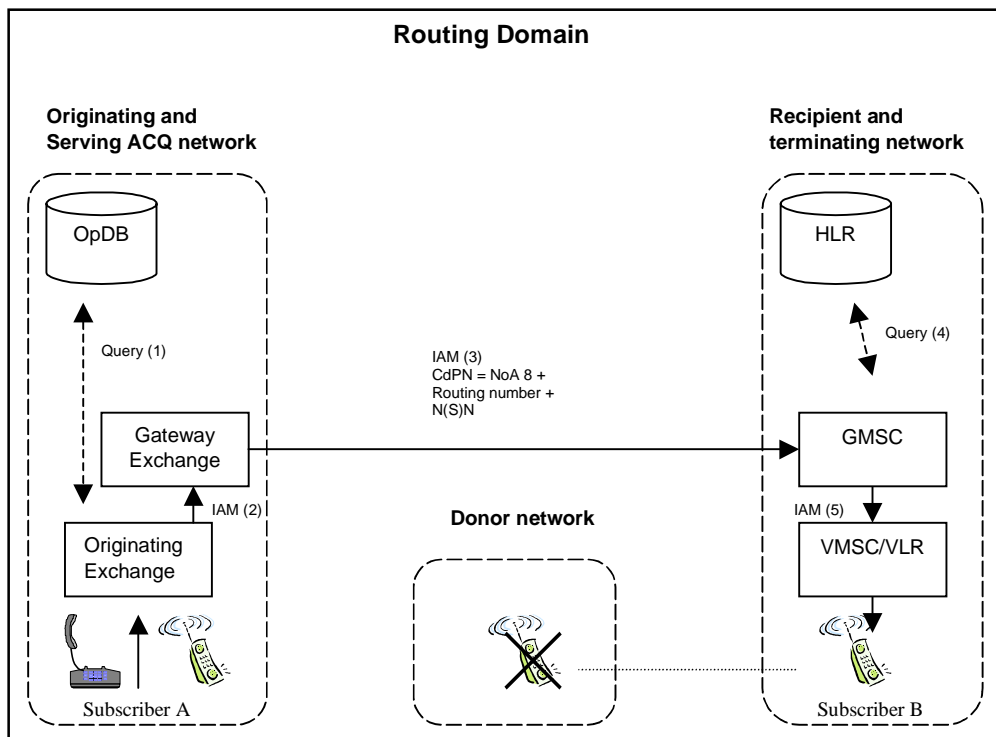 Routing Domain
Originating and
Serving ACQ network
Recipient and
terminating network
OpDB
HLR
Query (1)
Query (4)
IAM (3)
CdPN = NoA 8 +
Routing number +
N(S)N
Gateway
Exchange
GMSC
IAM (2)
IAM (5)
Donor network
Originating
Exchange
VMSC/VLR
Subscriber A
Subscriber B